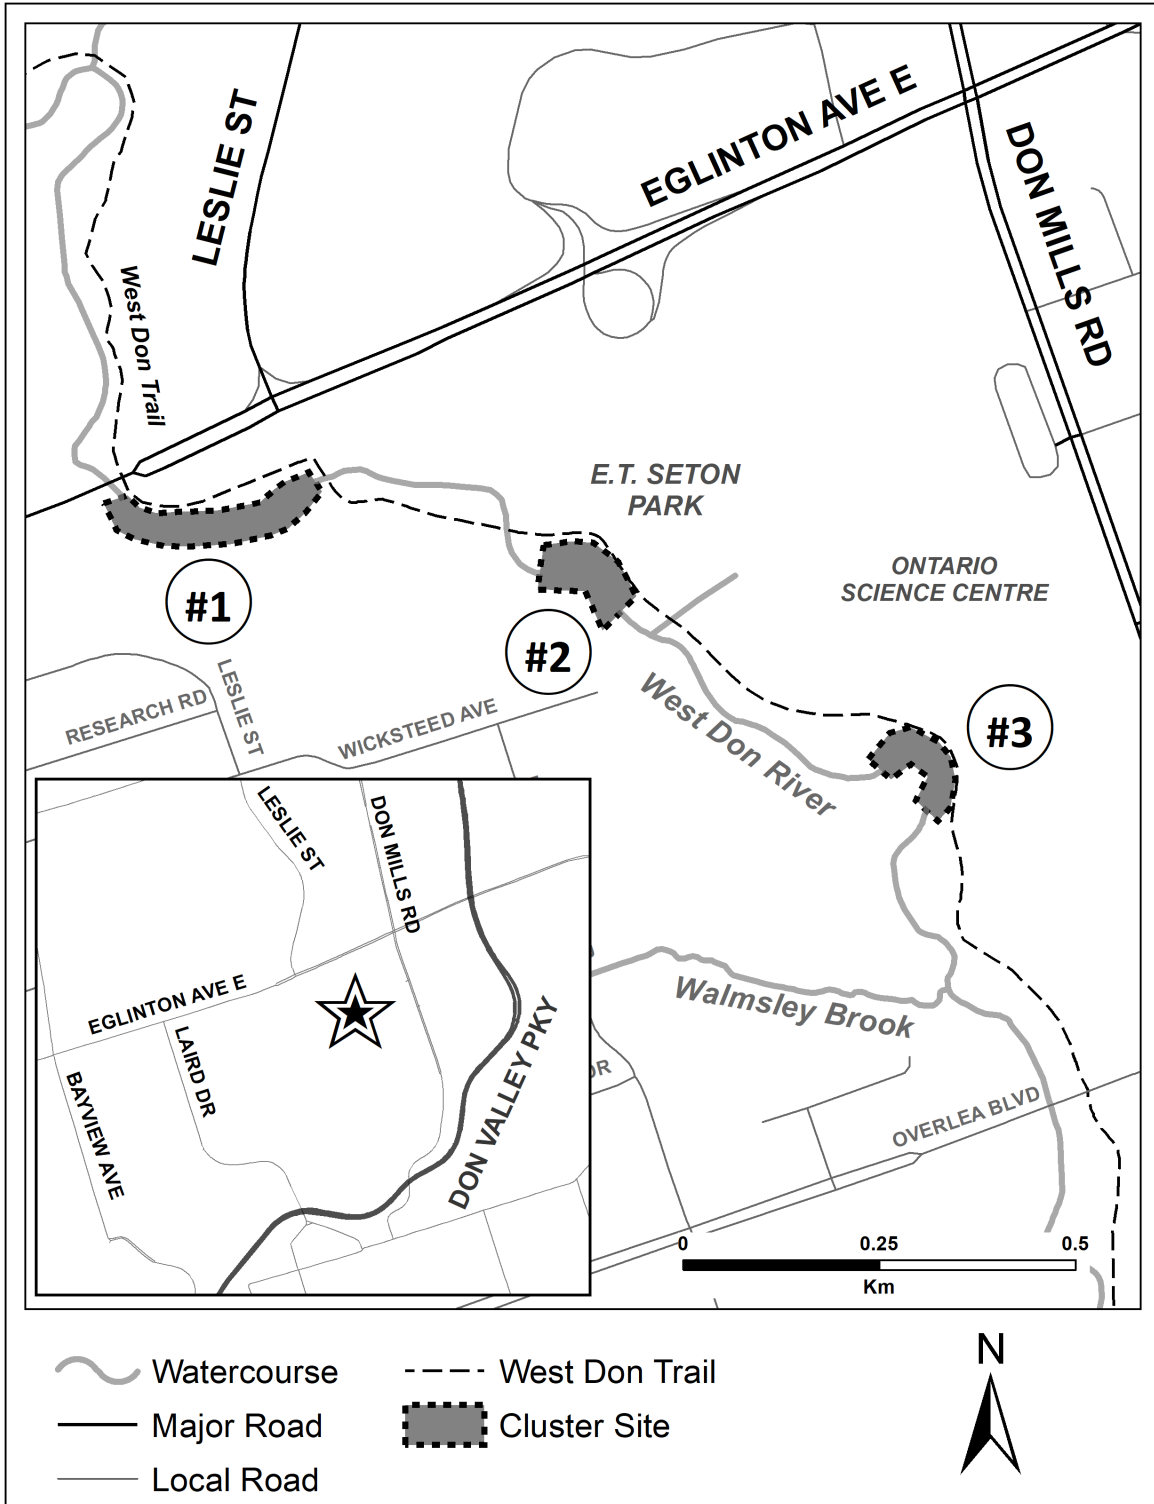 LESLIE ST
EGLINTON AVE E
DON MILLS RD
West Don Trail
E.T. SETON
PARK
ONTARIO
SCIENCE CENTRE
#1
#2
#3
RESEARCH RD
LESLIE ST
WICKSTEED AVE
West Don River
Walmsley Brook
OVERLEA BLVD
DR
LESLIE ST
DON MILLS RD
EGLINTON AVE E
LAIRD DR
BAYVIEW AVE
DON VALLEY PKY
0 0.25 0.5
Km
Watercourse
Major Road
Local Road
West Don Trail
Cluster Site
N